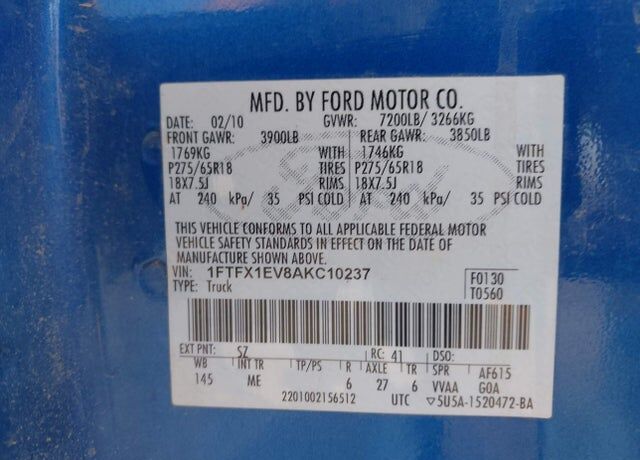 MFD. BY FORD MOTOR CO.
DATE: 02/10 GVWR: 7200LB/ 3266KG
FRONT GAWR: 3900LB REAR GAWR: 3850LB
1769KG WITH 1746KG WITH
P275/65R18 TIRES P275/65R18 TIRES
18X7.5J RIMS 18X7.5J RIMS
AT 240 kPa/ 35 PSI COLD AT 240 kPa/ 35 PSI COLD
THIS VEHICLE CONFORMS TO ALL APPLICABLE FEDERAL MOTOR
VEHICLE SAFETY STANDARDS IN EFFECT ON THE DATE OF
MANUFACTURE SHOWN ABOVE.
VIN: 1FTFX1EV8AKC10237 F0130
TYPE: Truck T0560
EXT PNT: SZ RC: 41 DSO:
WB INT TR TP/PS R AXLE TR SPR AF615
145 ME 6 27 6 VVAA G0A
2201002156512 UTC ▽5U5A-1520472-BA
Ford